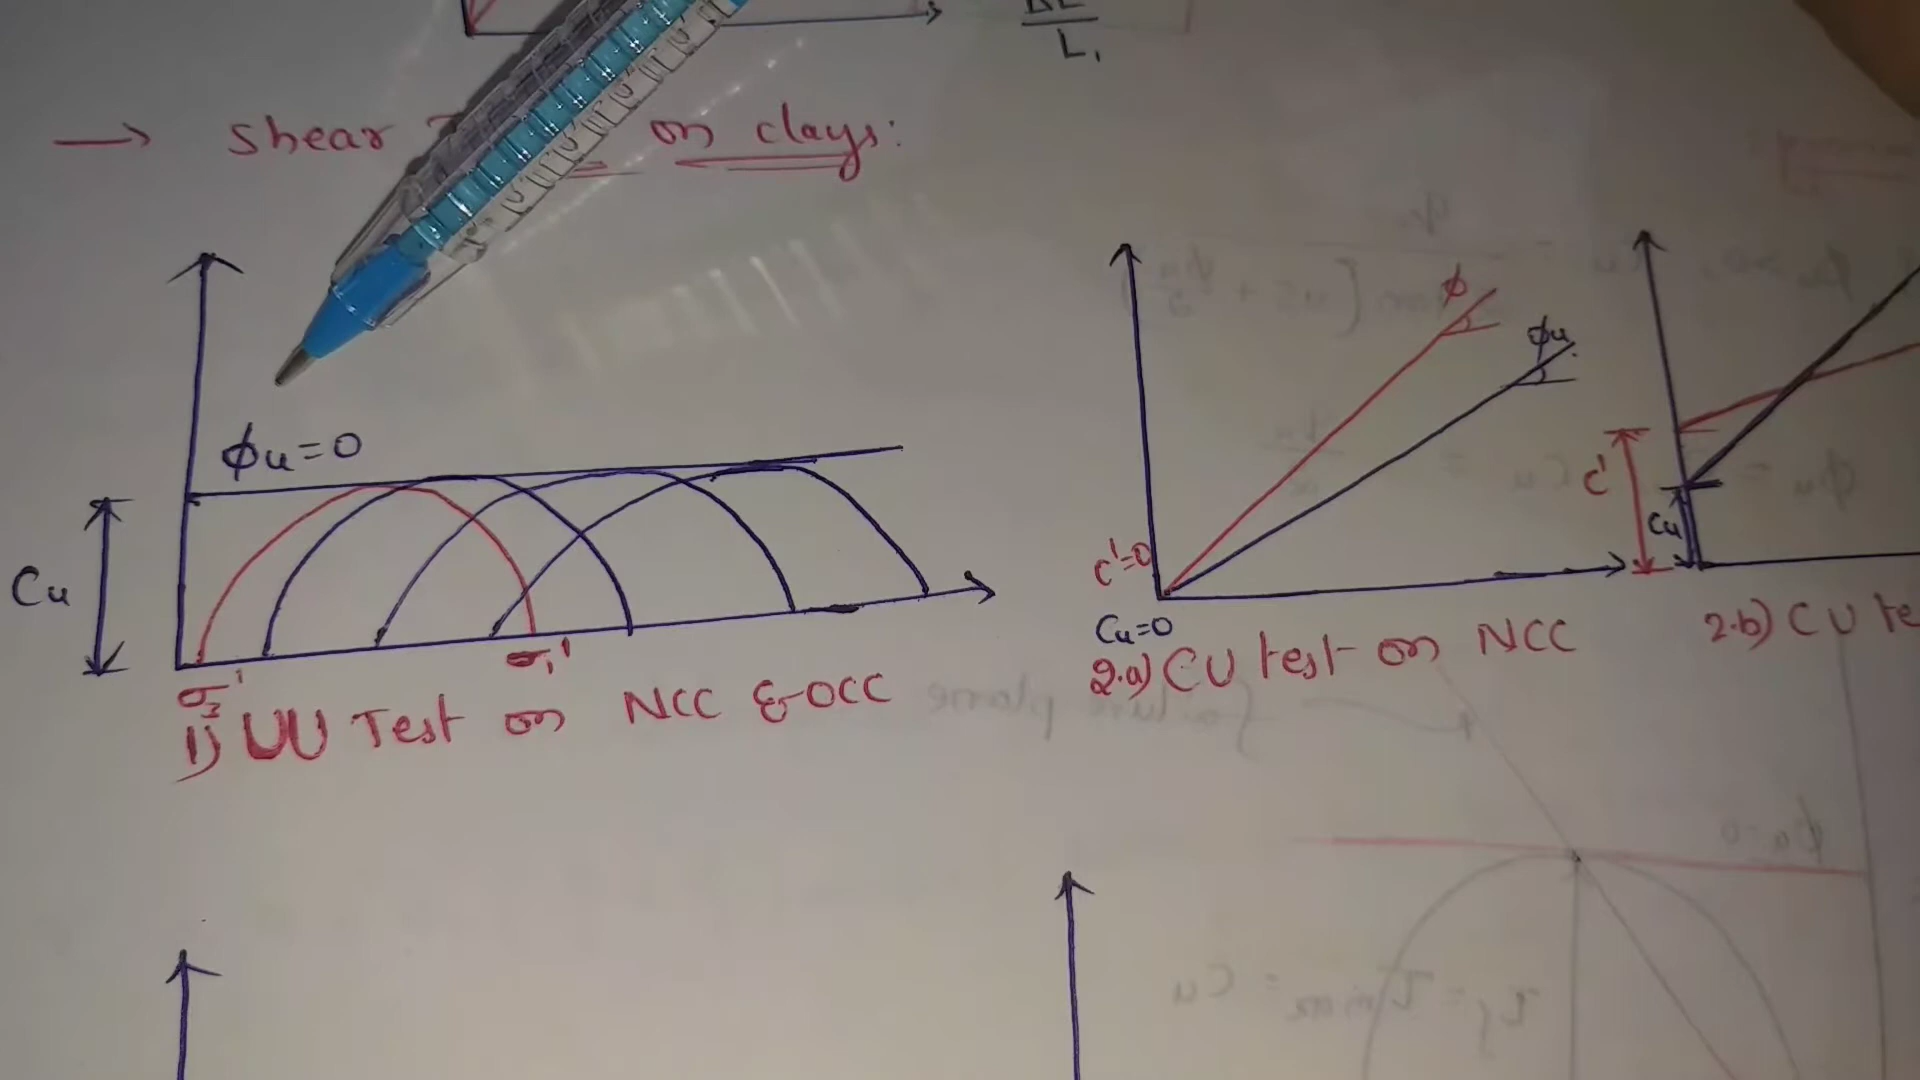 L₁
→ Shear on clays:
ϕu=0
Cu
σ₃'
σ₁'
1) UU Test on NCC & OCC
ϕ
ϕu
c'=0
Cu=0
2.a) CU test on NCC
c'
Cu
2.b) CU te